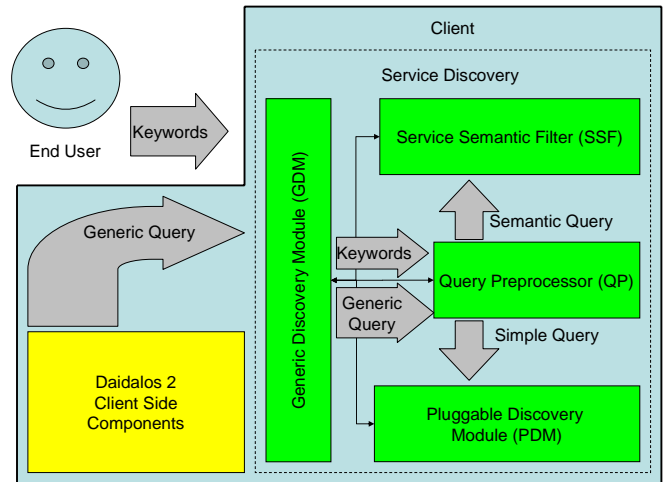 Client
Service Discovery
Keywords
End User
Generic Discovery Module (GDM)
Service Semantic Filter (SSF)
Semantic Query
Generic Query
Keywords
Query Preprocessor (QP)
Generic
Query
Simple Query
Daidalos 2
Client Side
Components
Pluggable Discovery
Module (PDM)